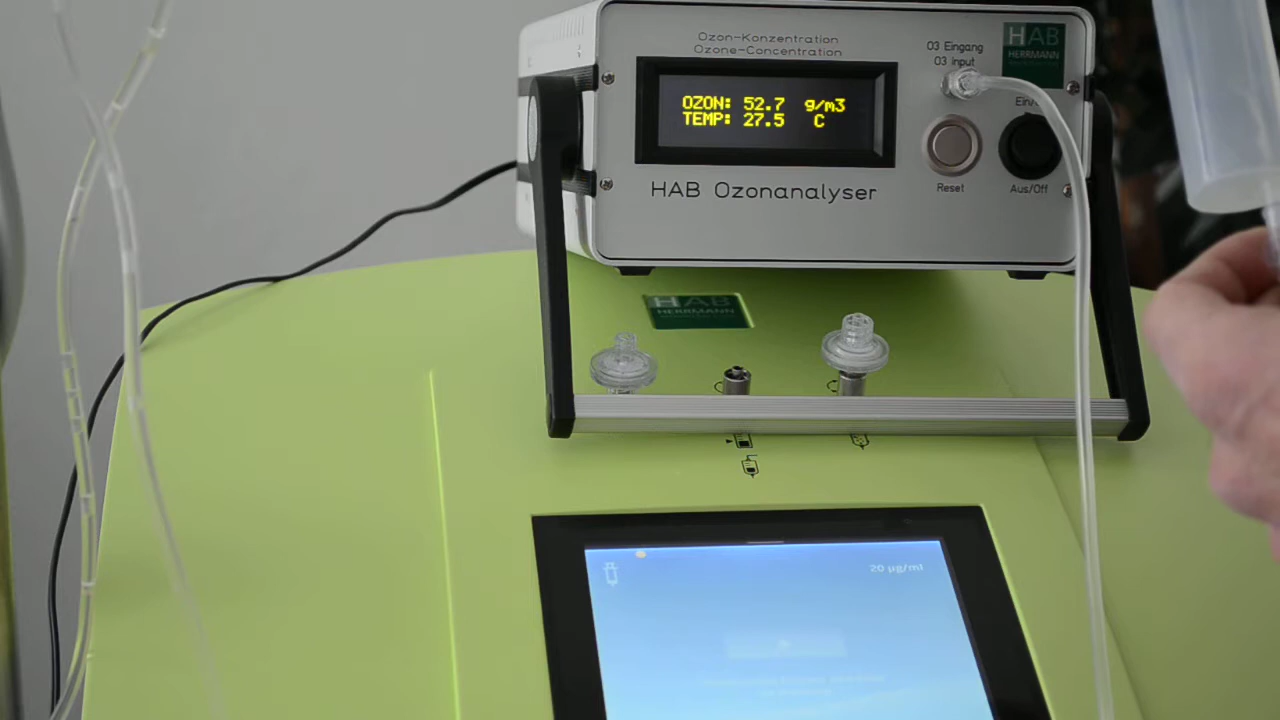 Ozon-Konzentration
Ozone-Concentration
OZON: 52.7 g/m3
TEMP: 27.5 C
HAB Ozonanalyser
O3 Eingang
O3 input
HAB
HERRMANN
Reset
Aus/Off
HAB
HERRMANN
20 µg/ml